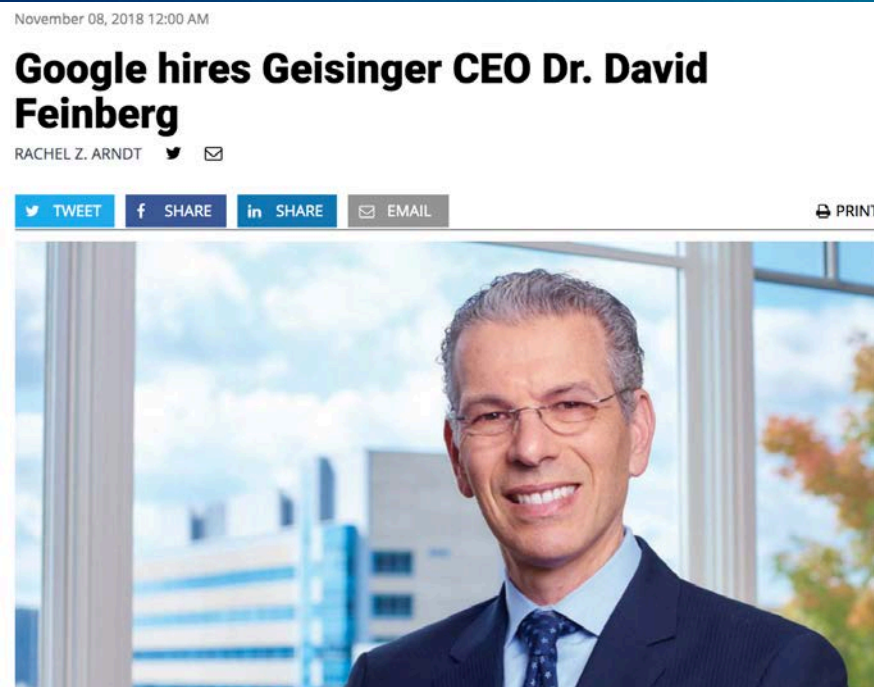 November 08, 2018 12:00 AM
Google hires Geisinger CEO Dr. David
Feinberg
RACHEL Z. ARNDT
TWEET
SHARE
SHARE
EMAIL
PRINT